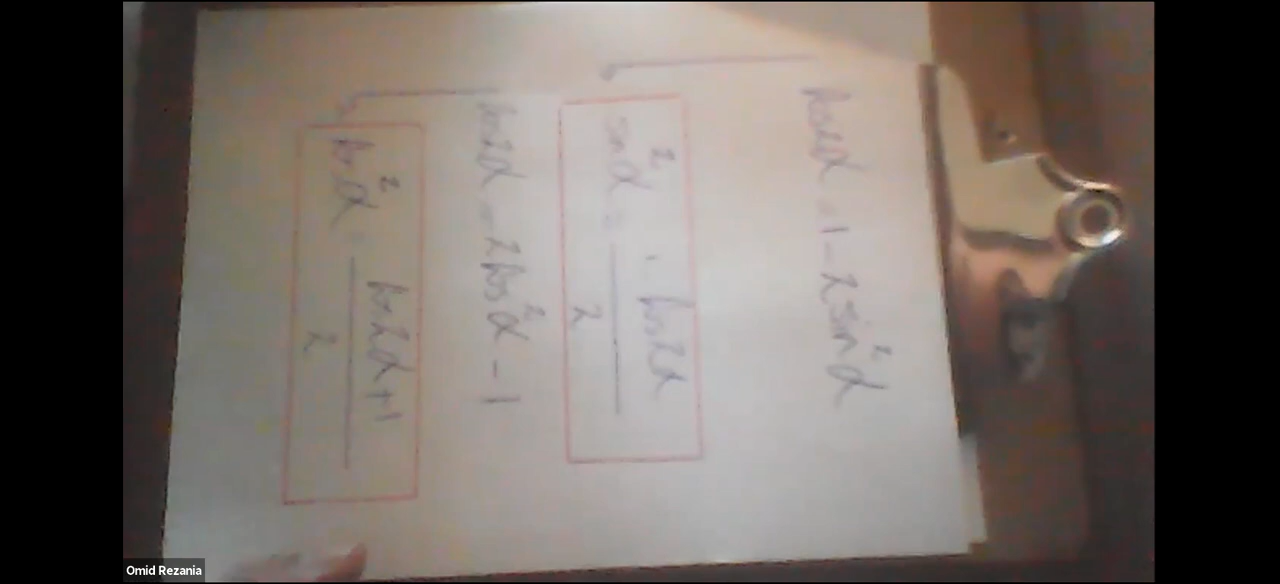 cos2α = 1 - 2sin²α
sin²α = (1 - cos2α) / 2
cos2α = 2cos²α - 1
cos²α = (cos2α + 1) / 2
Omid Rezania